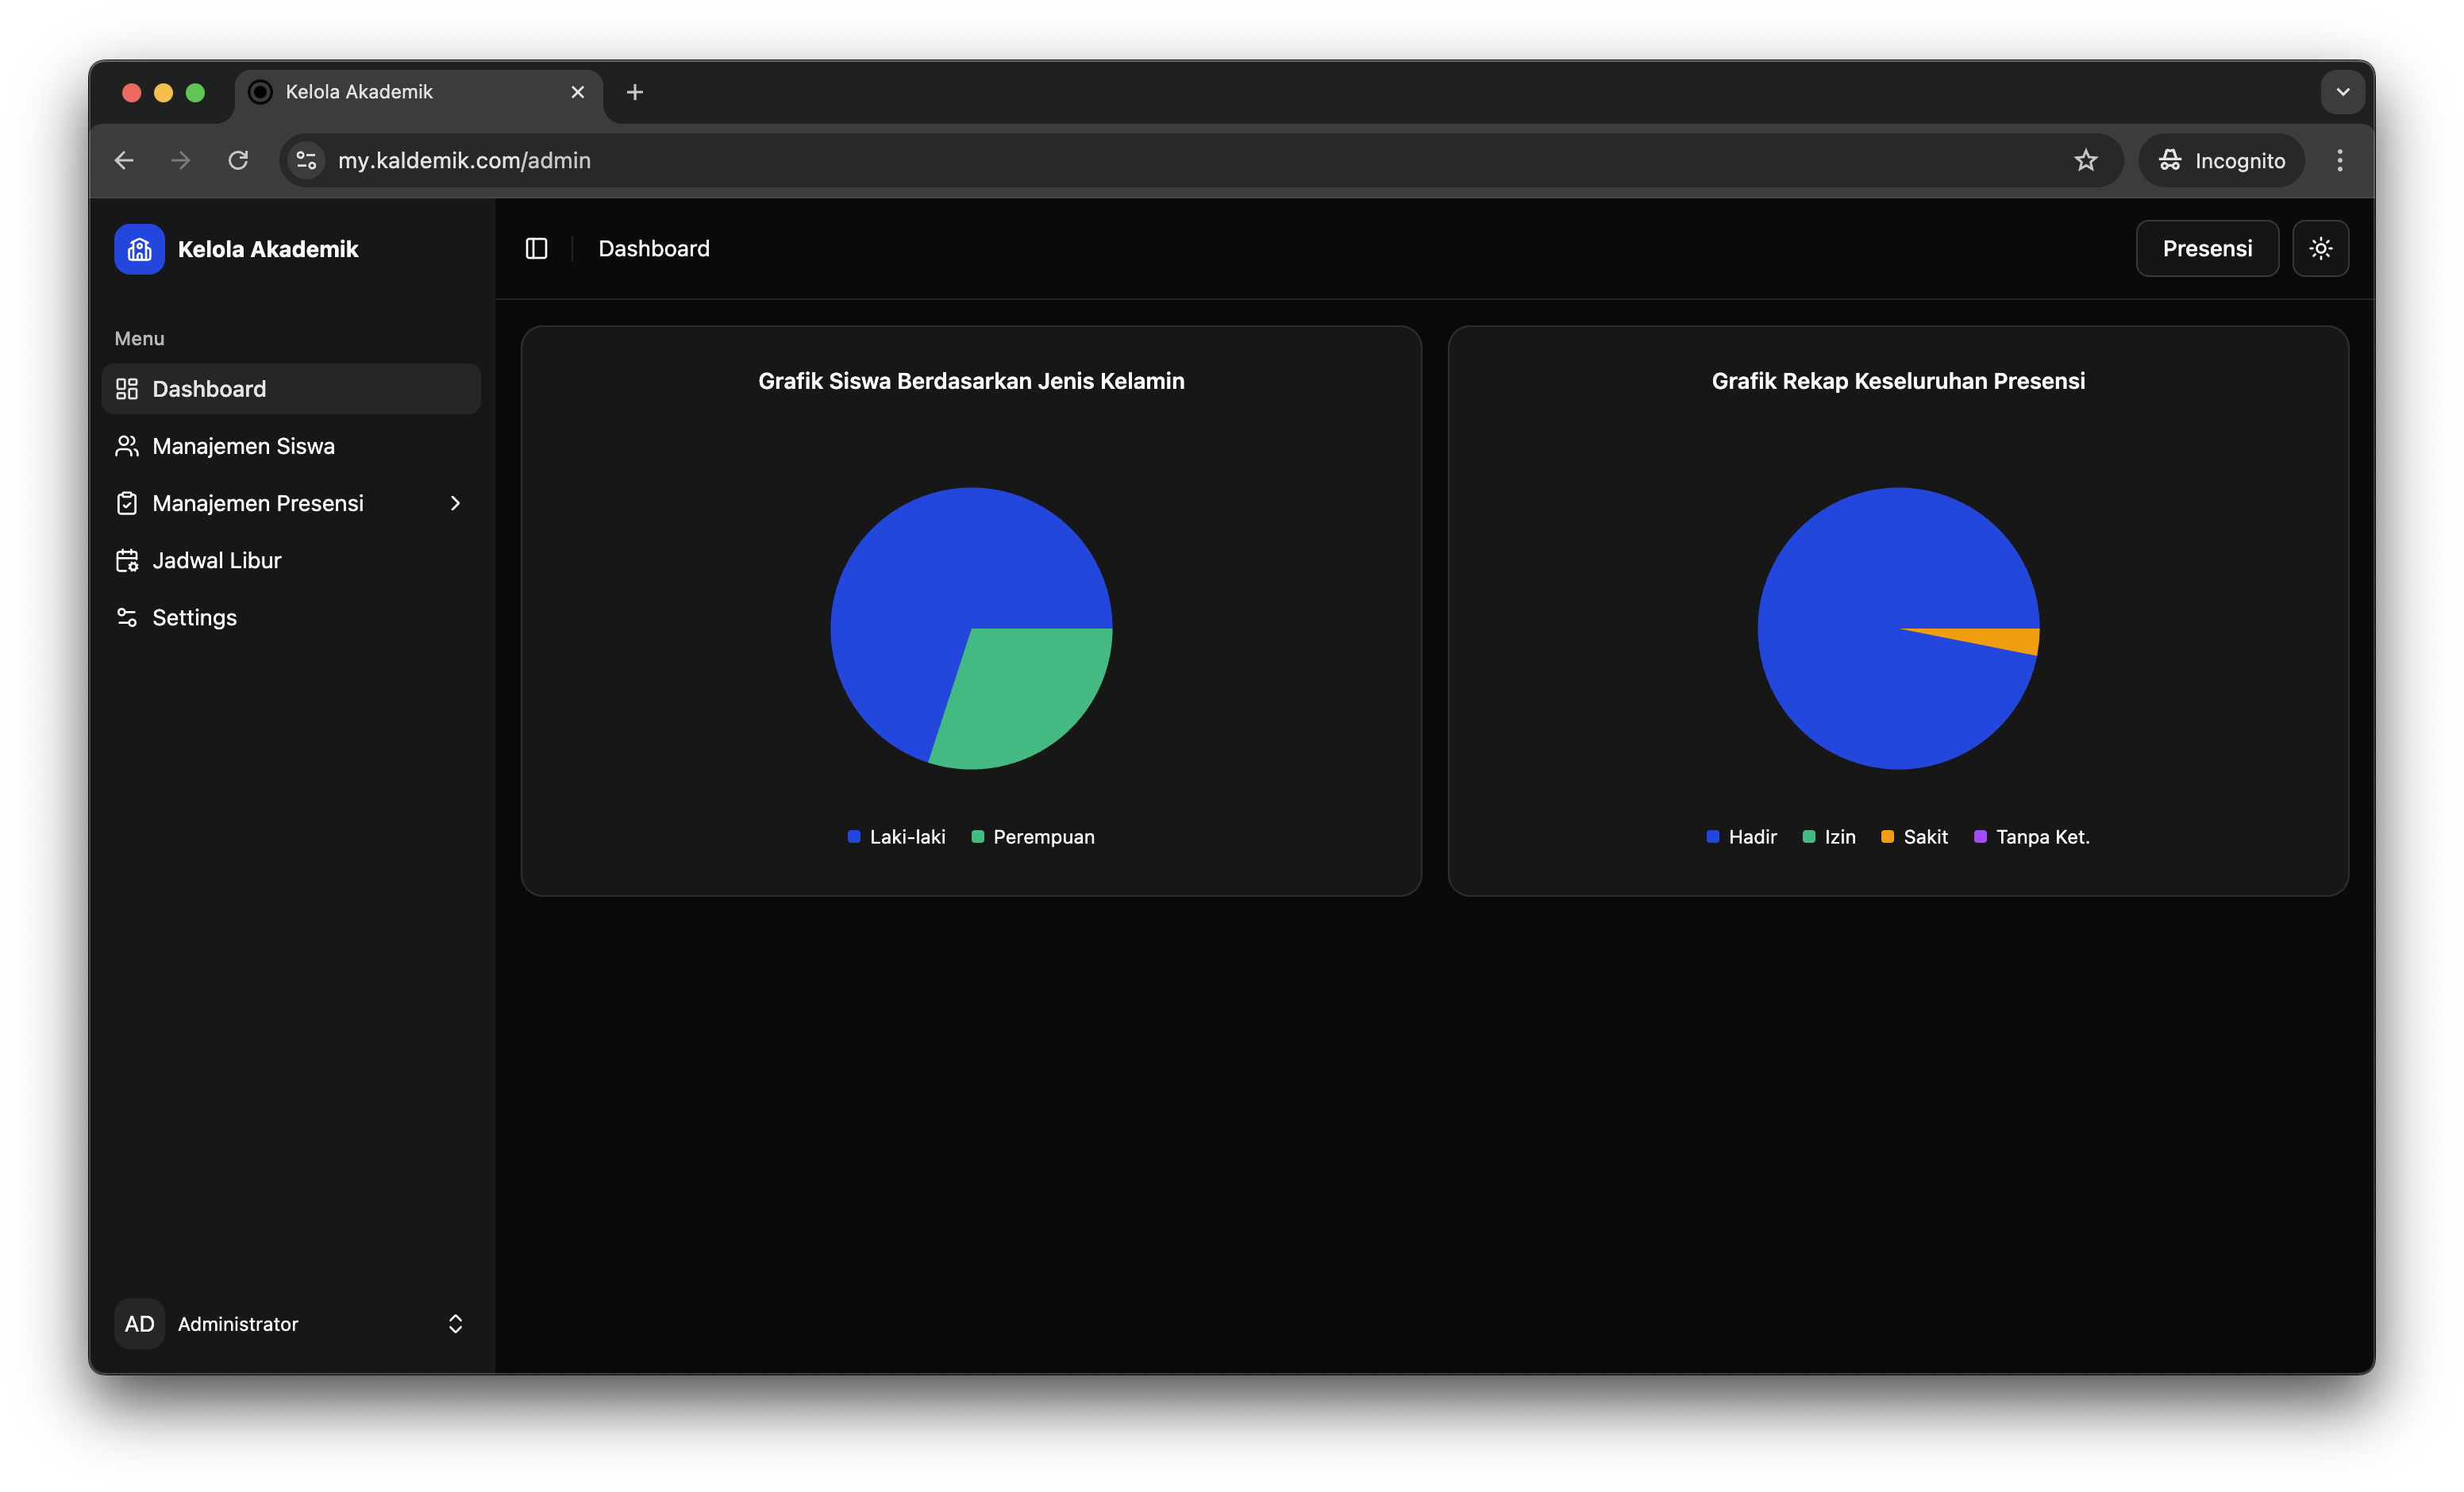 Kelola Akademik
my.kaldemik.com/admin
Incognito
Kelola Akademik
Menu
Dashboard
Manajemen Siswa
Manajemen Presensi
Jadwal Libur
Settings
AD Administrator
Dashboard
Presensi
Grafik Siswa Berdasarkan Jenis Kelamin
Laki-laki Perempuan
Grafik Rekap Keseluruhan Presensi
Hadir Izin Sakit Tanpa Ket.